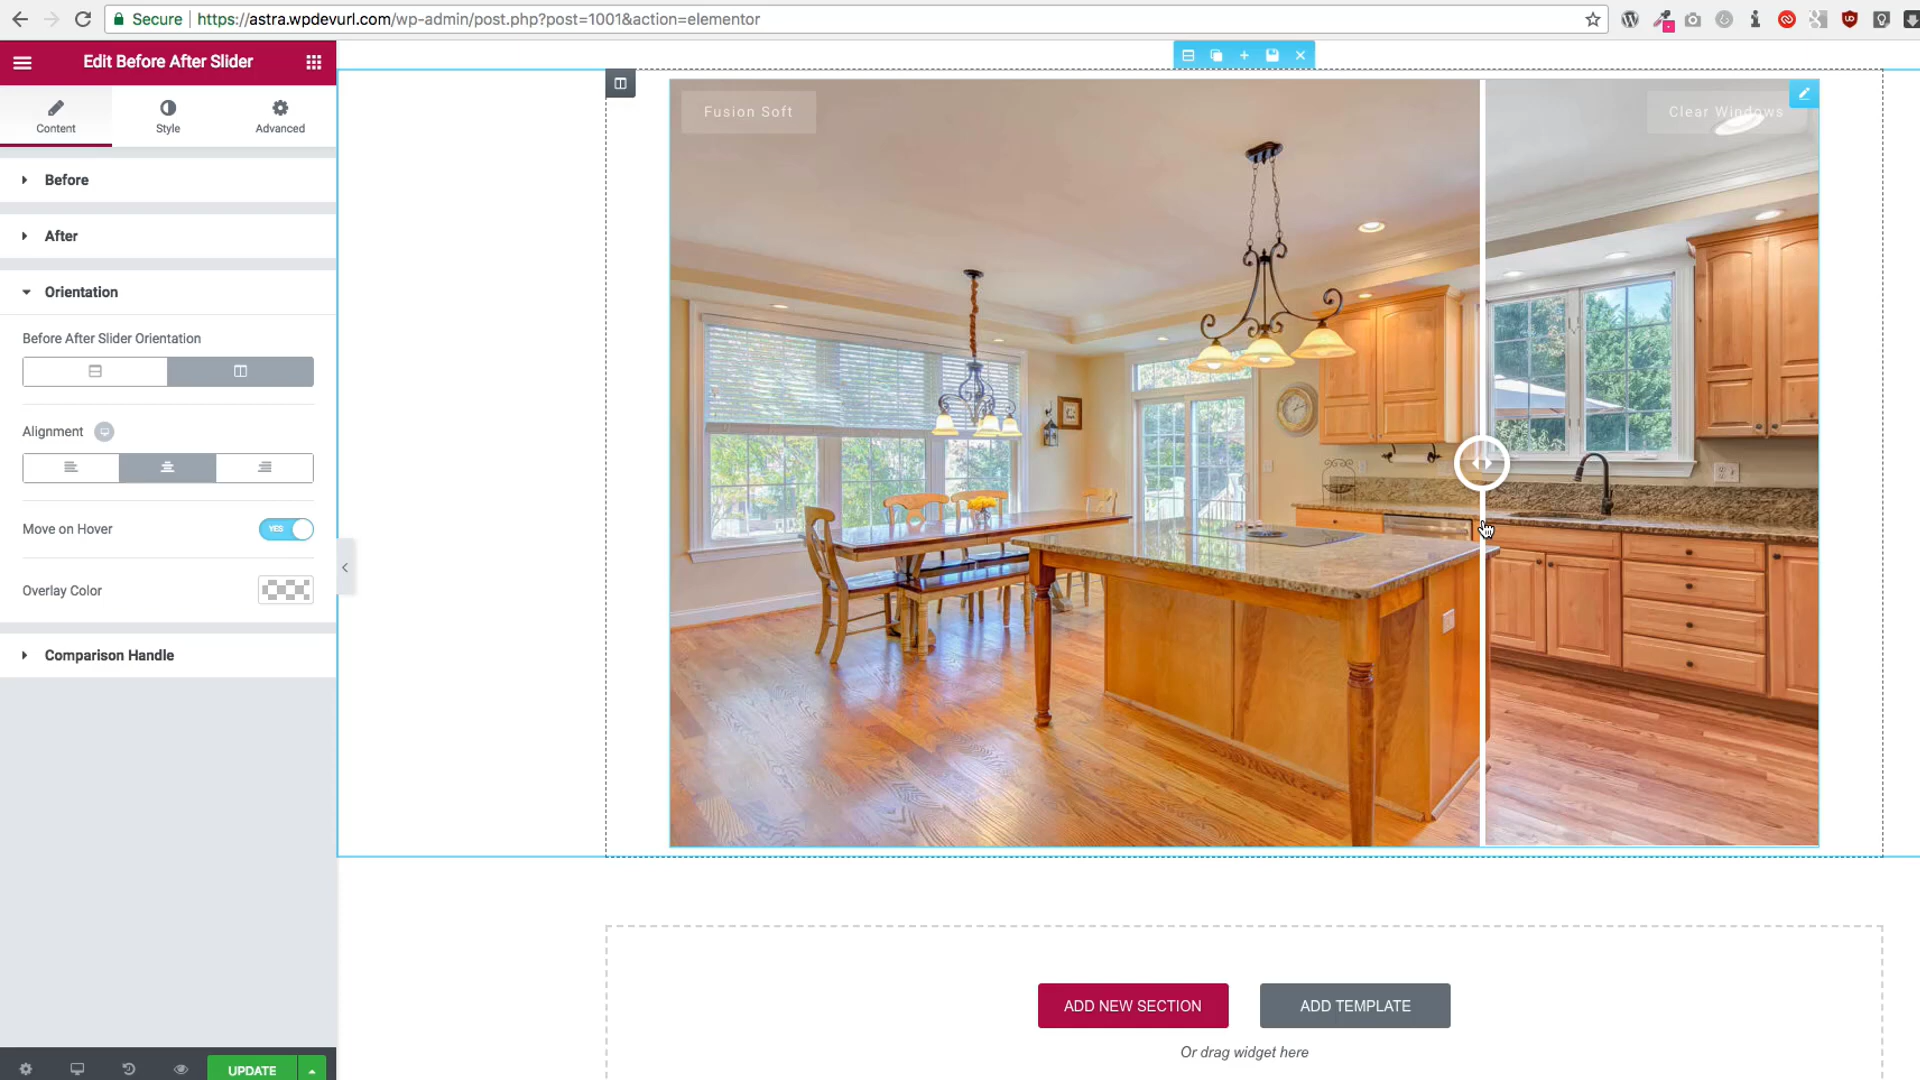 Secure
https://astra.wpdevurl.com/wp-admin/post.php?post=1001&action=elementor
Edit Before After Slider
Content
Style
Advanced
Before
After
Orientation
Before After Slider Orientation
Alignment
Move on Hover
YES
Overlay Color
Comparison Handle
UPDATE
Fusion Soft
Clear Windows
ADD NEW SECTION
ADD TEMPLATE
Or drag widget here